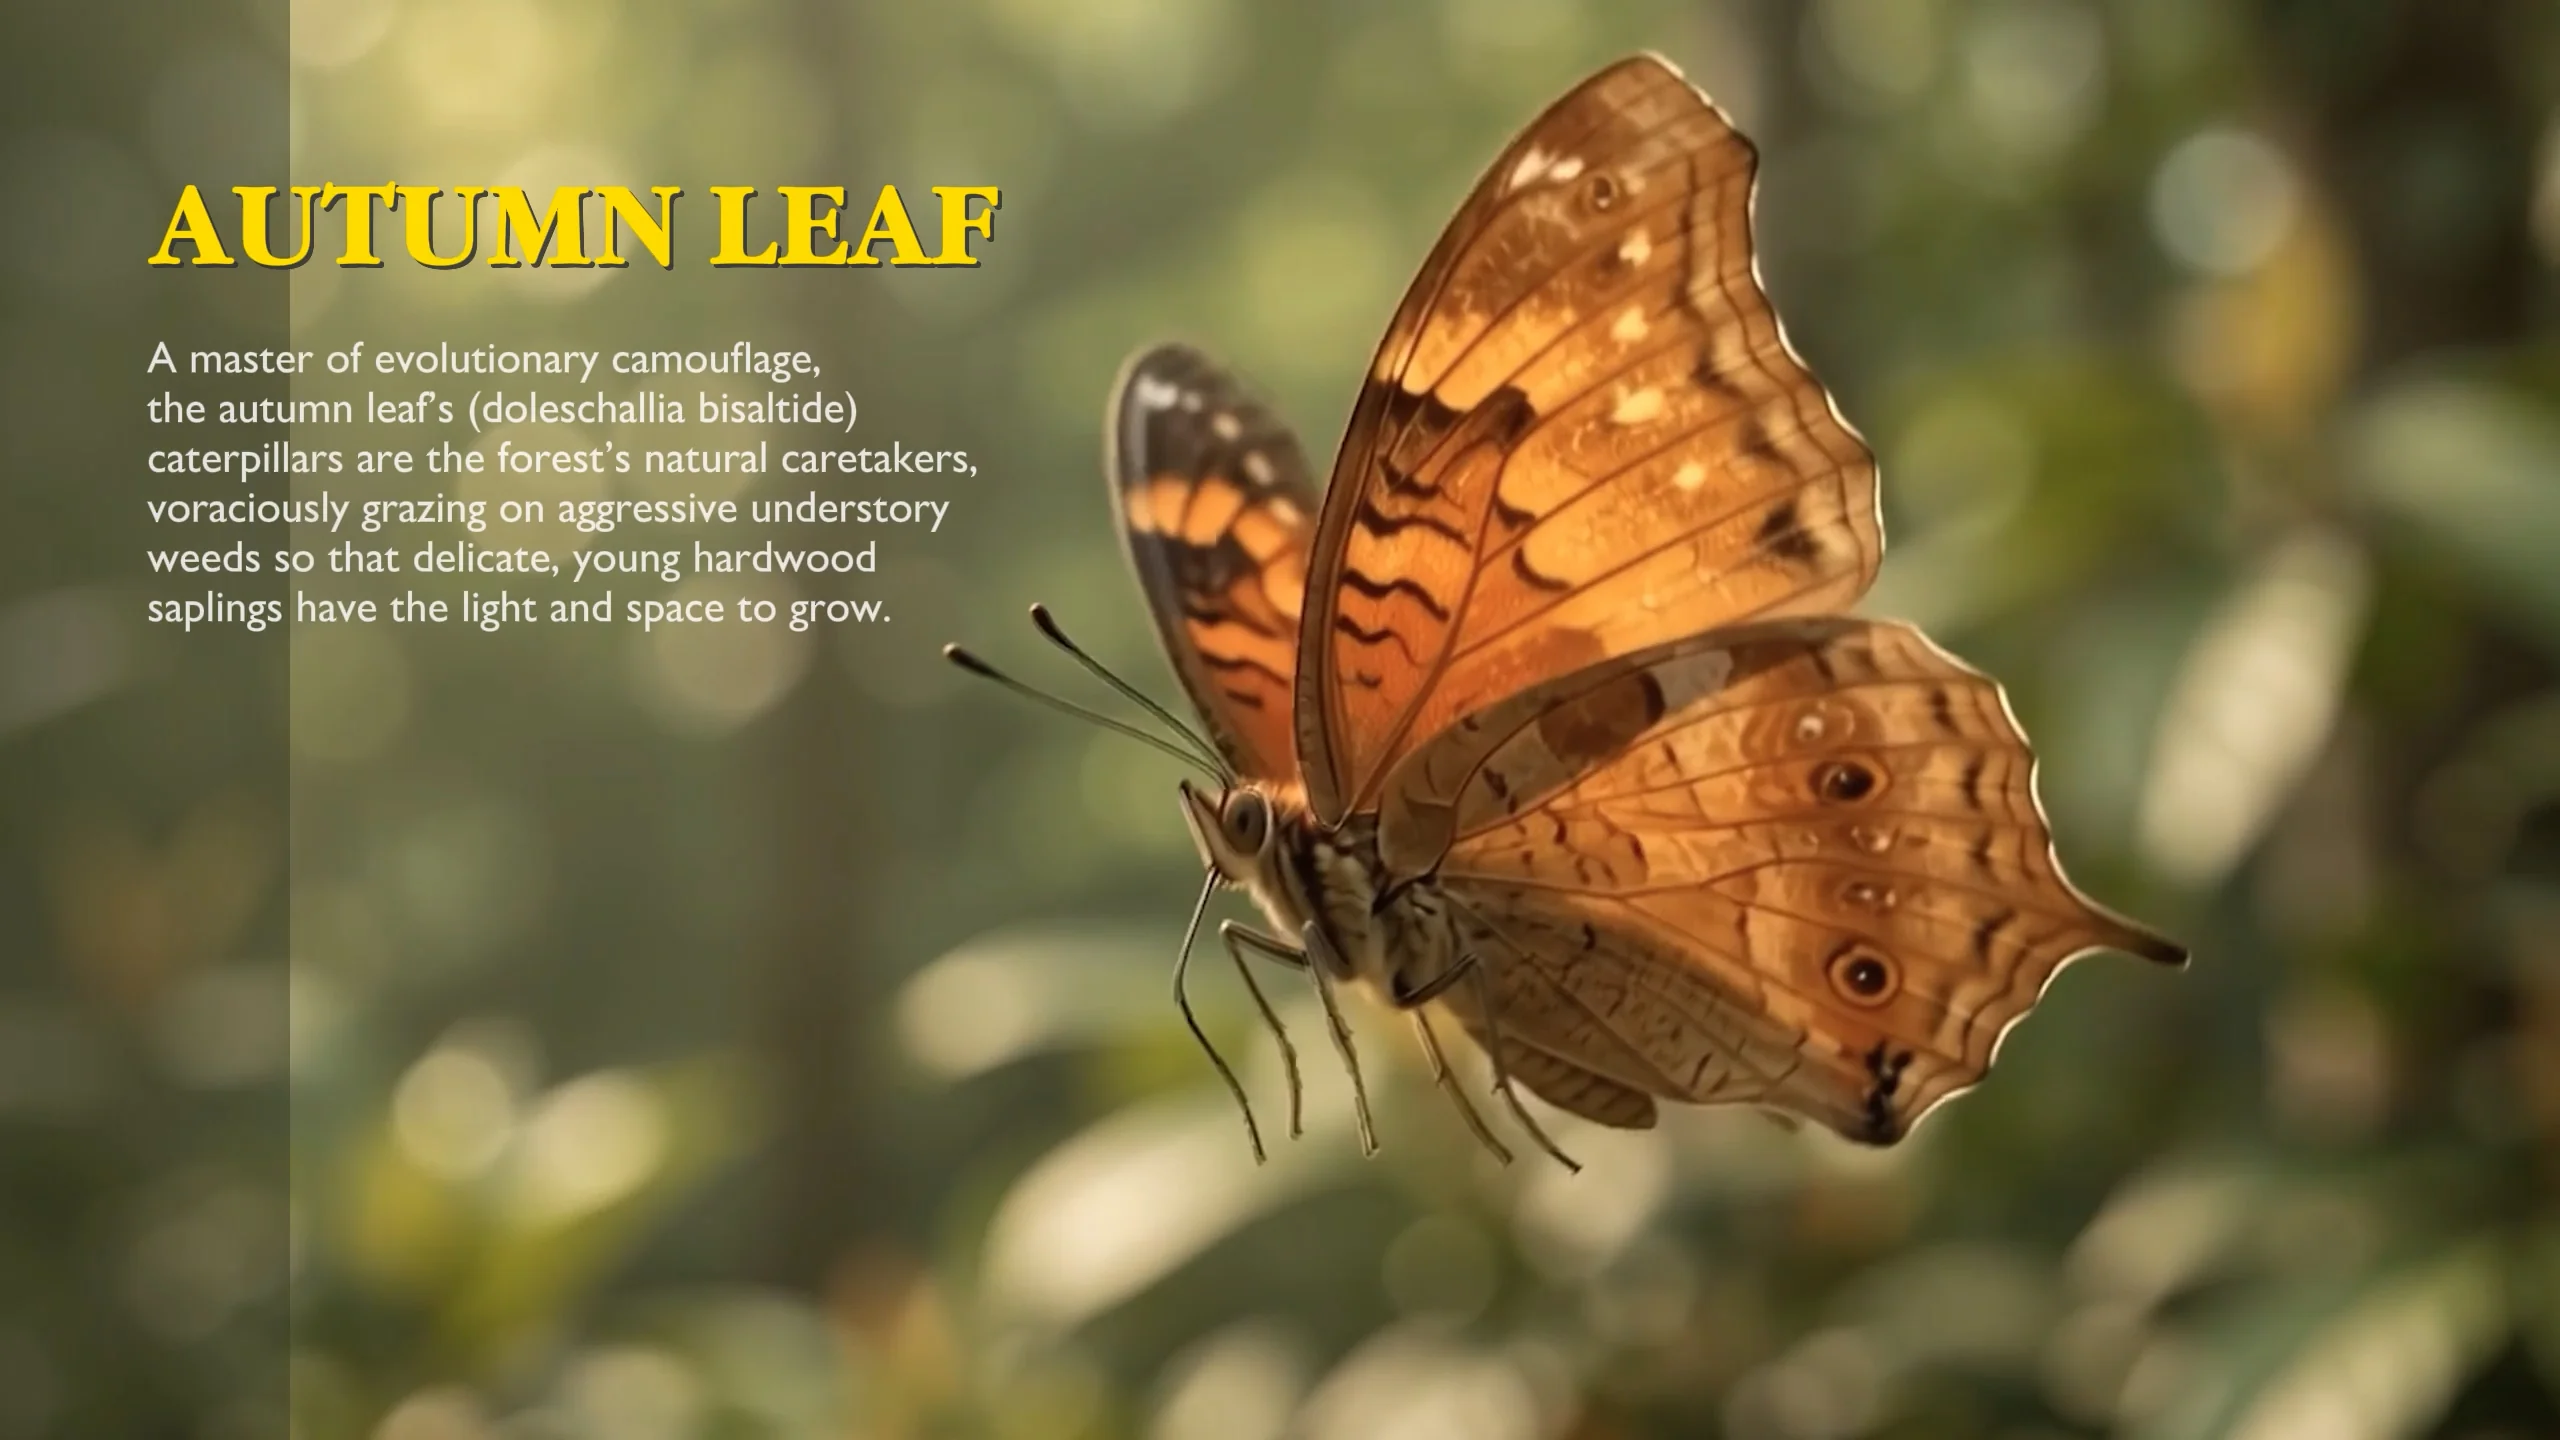 AUTUMN LEAF
A master of evolutionary camouflage,
the autumn leaf’s (doleschallia bisaltide)
caterpillars are the forest’s natural caretakers,
voraciously grazing on aggressive understory
weeds so that delicate, young hardwood
saplings have the light and space to grow.